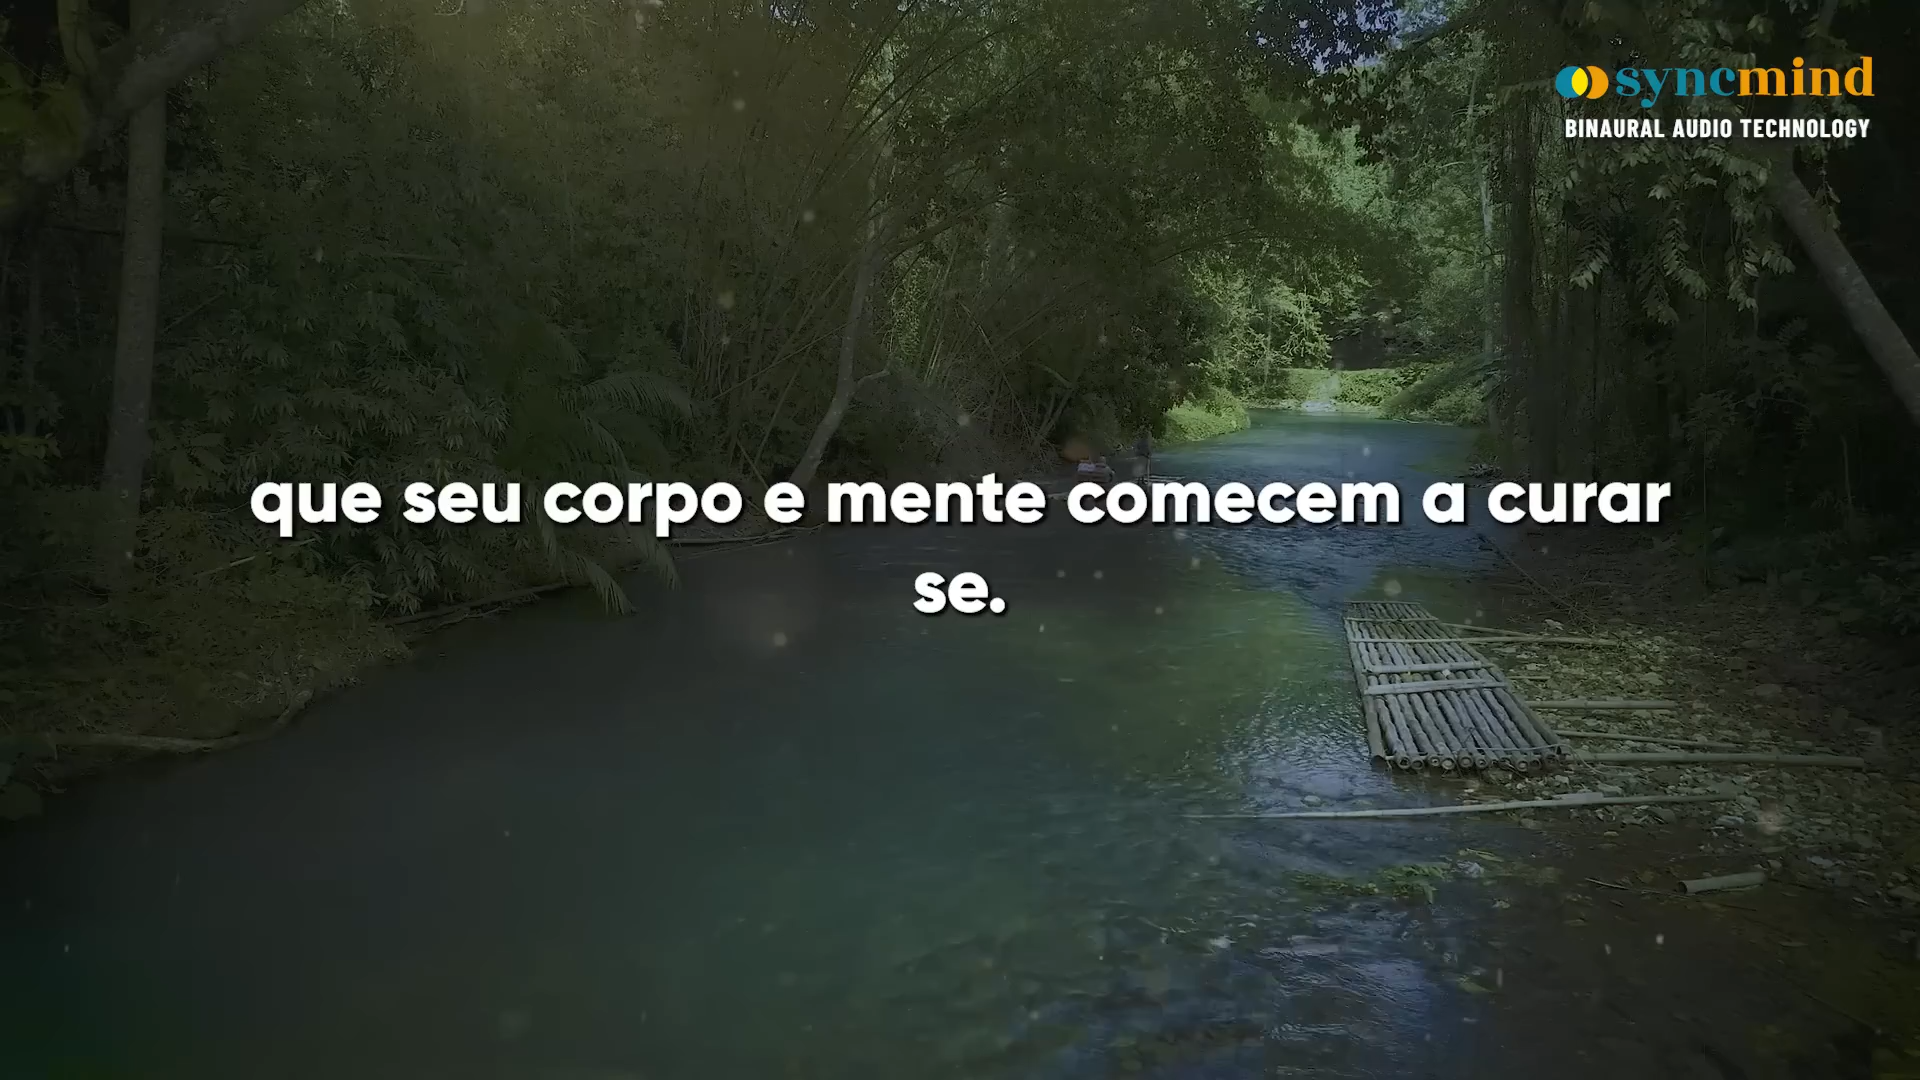 syncmind
BINAURAL AUDIO TECHNOLOGY
que seu corpo e mente comecem a curar
se.